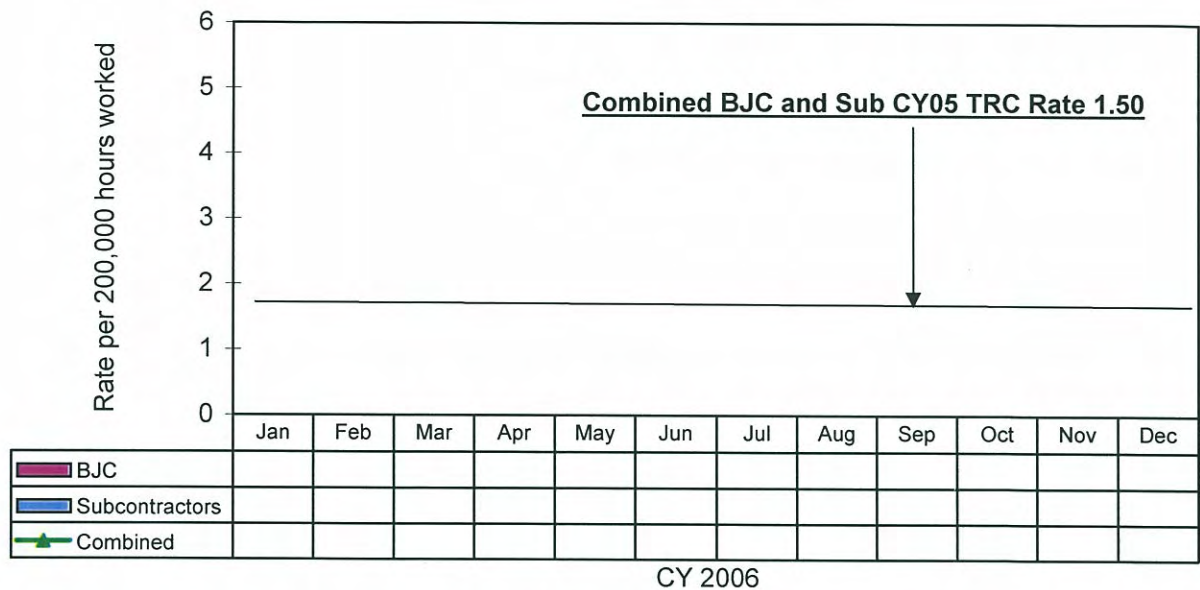 Rate per 200,000 hours worked
6
5
4
3
2
1
0
Combined BJC and Sub CY05 TRC Rate 1.50
Jan Feb Mar Apr May Jun Jul Aug Sep Oct Nov Dec
BJC
Subcontractors
Combined
CY 2006